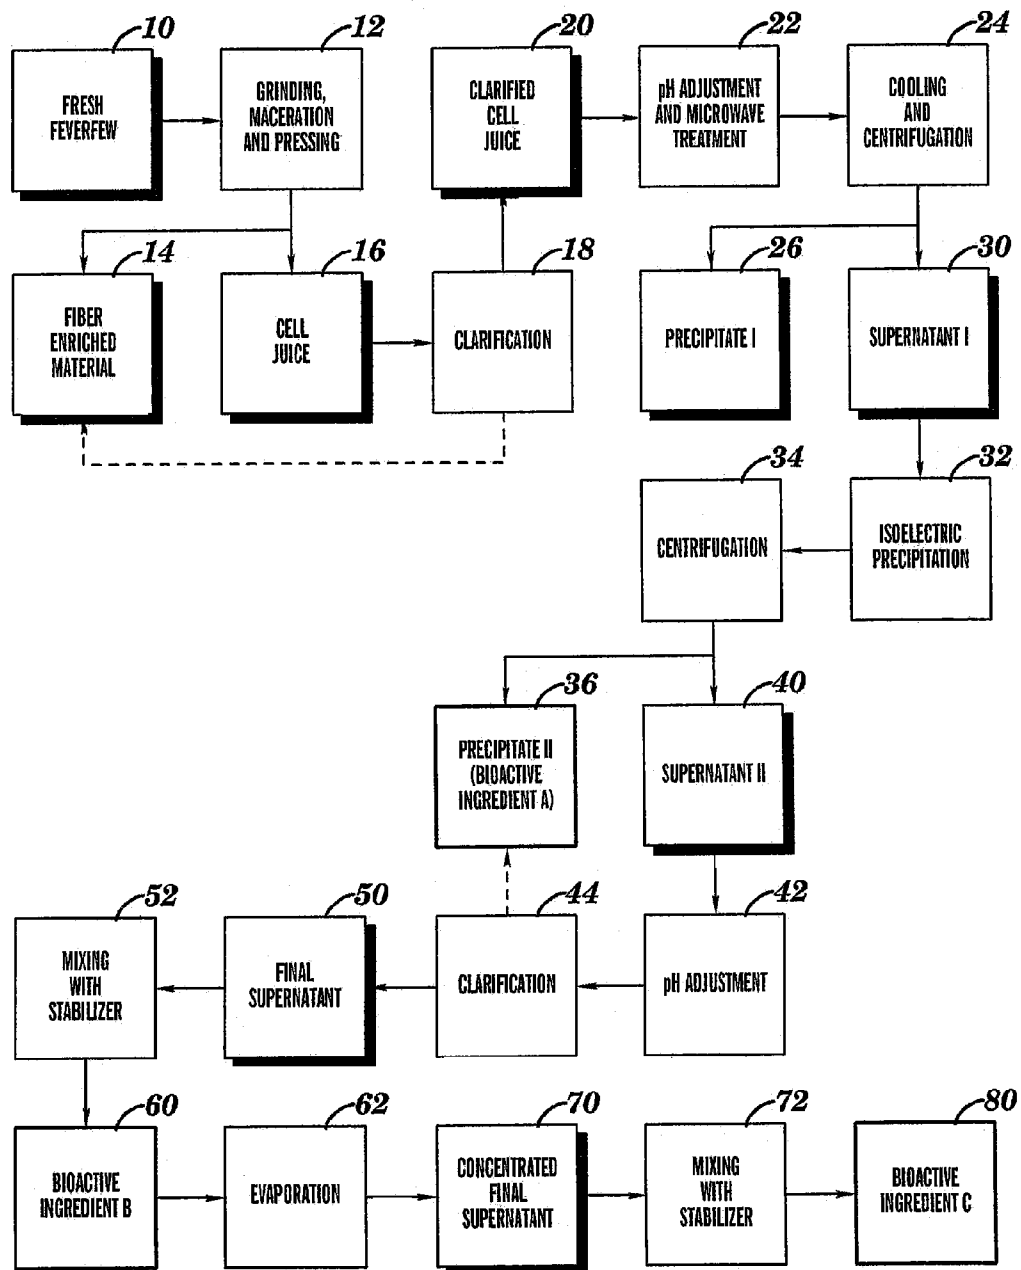 10
FRESH
FEVERFEW
12
GRINDING,
MACERATION
AND PRESSING
20
CLARIFIED
CELL
JUICE
22
pH ADJUSTMENT
AND MICROWAVE
TREATMENT
24
COOLING
AND
CENTRIFUGATION
14
FIBER
ENRICHED
MATERIAL
16
CELL
JUICE
18
CLARIFICATION
26
PRECIPITATE I
30
SUPERNATANT I
34
CENTRIFUGATION
32
ISOELECTRIC
PRECIPITATION
36
PRECIPITATE II
(BIOACTIVE
INGREDIENT A)
40
SUPERNATANT II
52
MIXING
WITH
STABILIZER
50
FINAL
SUPERNATANT
44
CLARIFICATION
42
pH ADJUSTMENT
60
BIOACTIVE
INGREDIENT B
62
EVAPORATION
70
CONCENTRATED
FINAL
SUPERNATANT
72
MIXING
WITH
STABILIZER
80
BIOACTIVE
INGREDIENT C